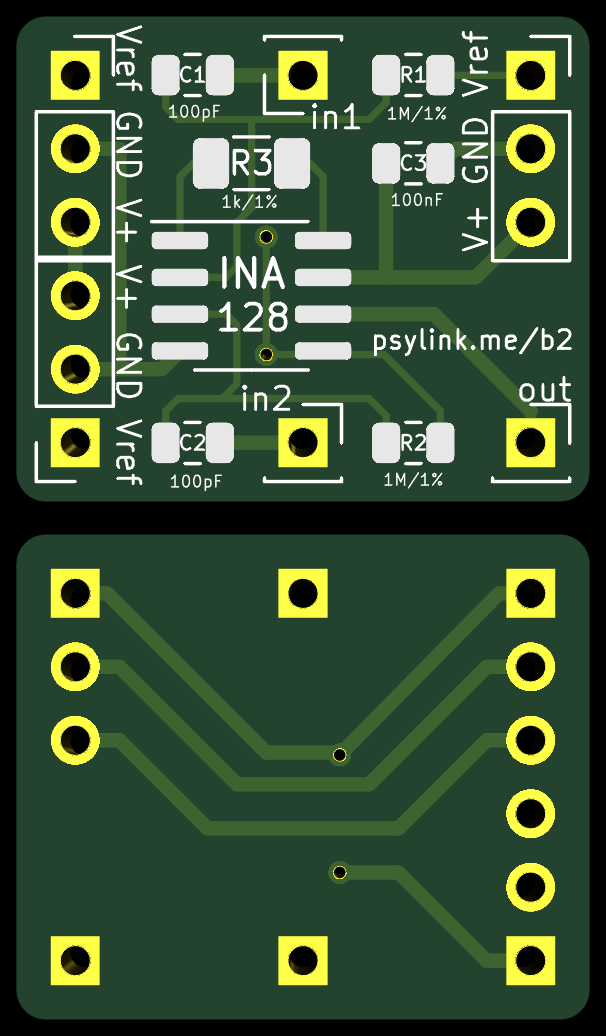 Vref
C1
100pF
in1
R1
1M/1%
Vref
GND
R3
1k/1%
C3
100nF
GND
V+
V+
INA
128
V+
psylink.me/b2
GND
in2
out
Vref
C2
100pF
R2
1M/1%